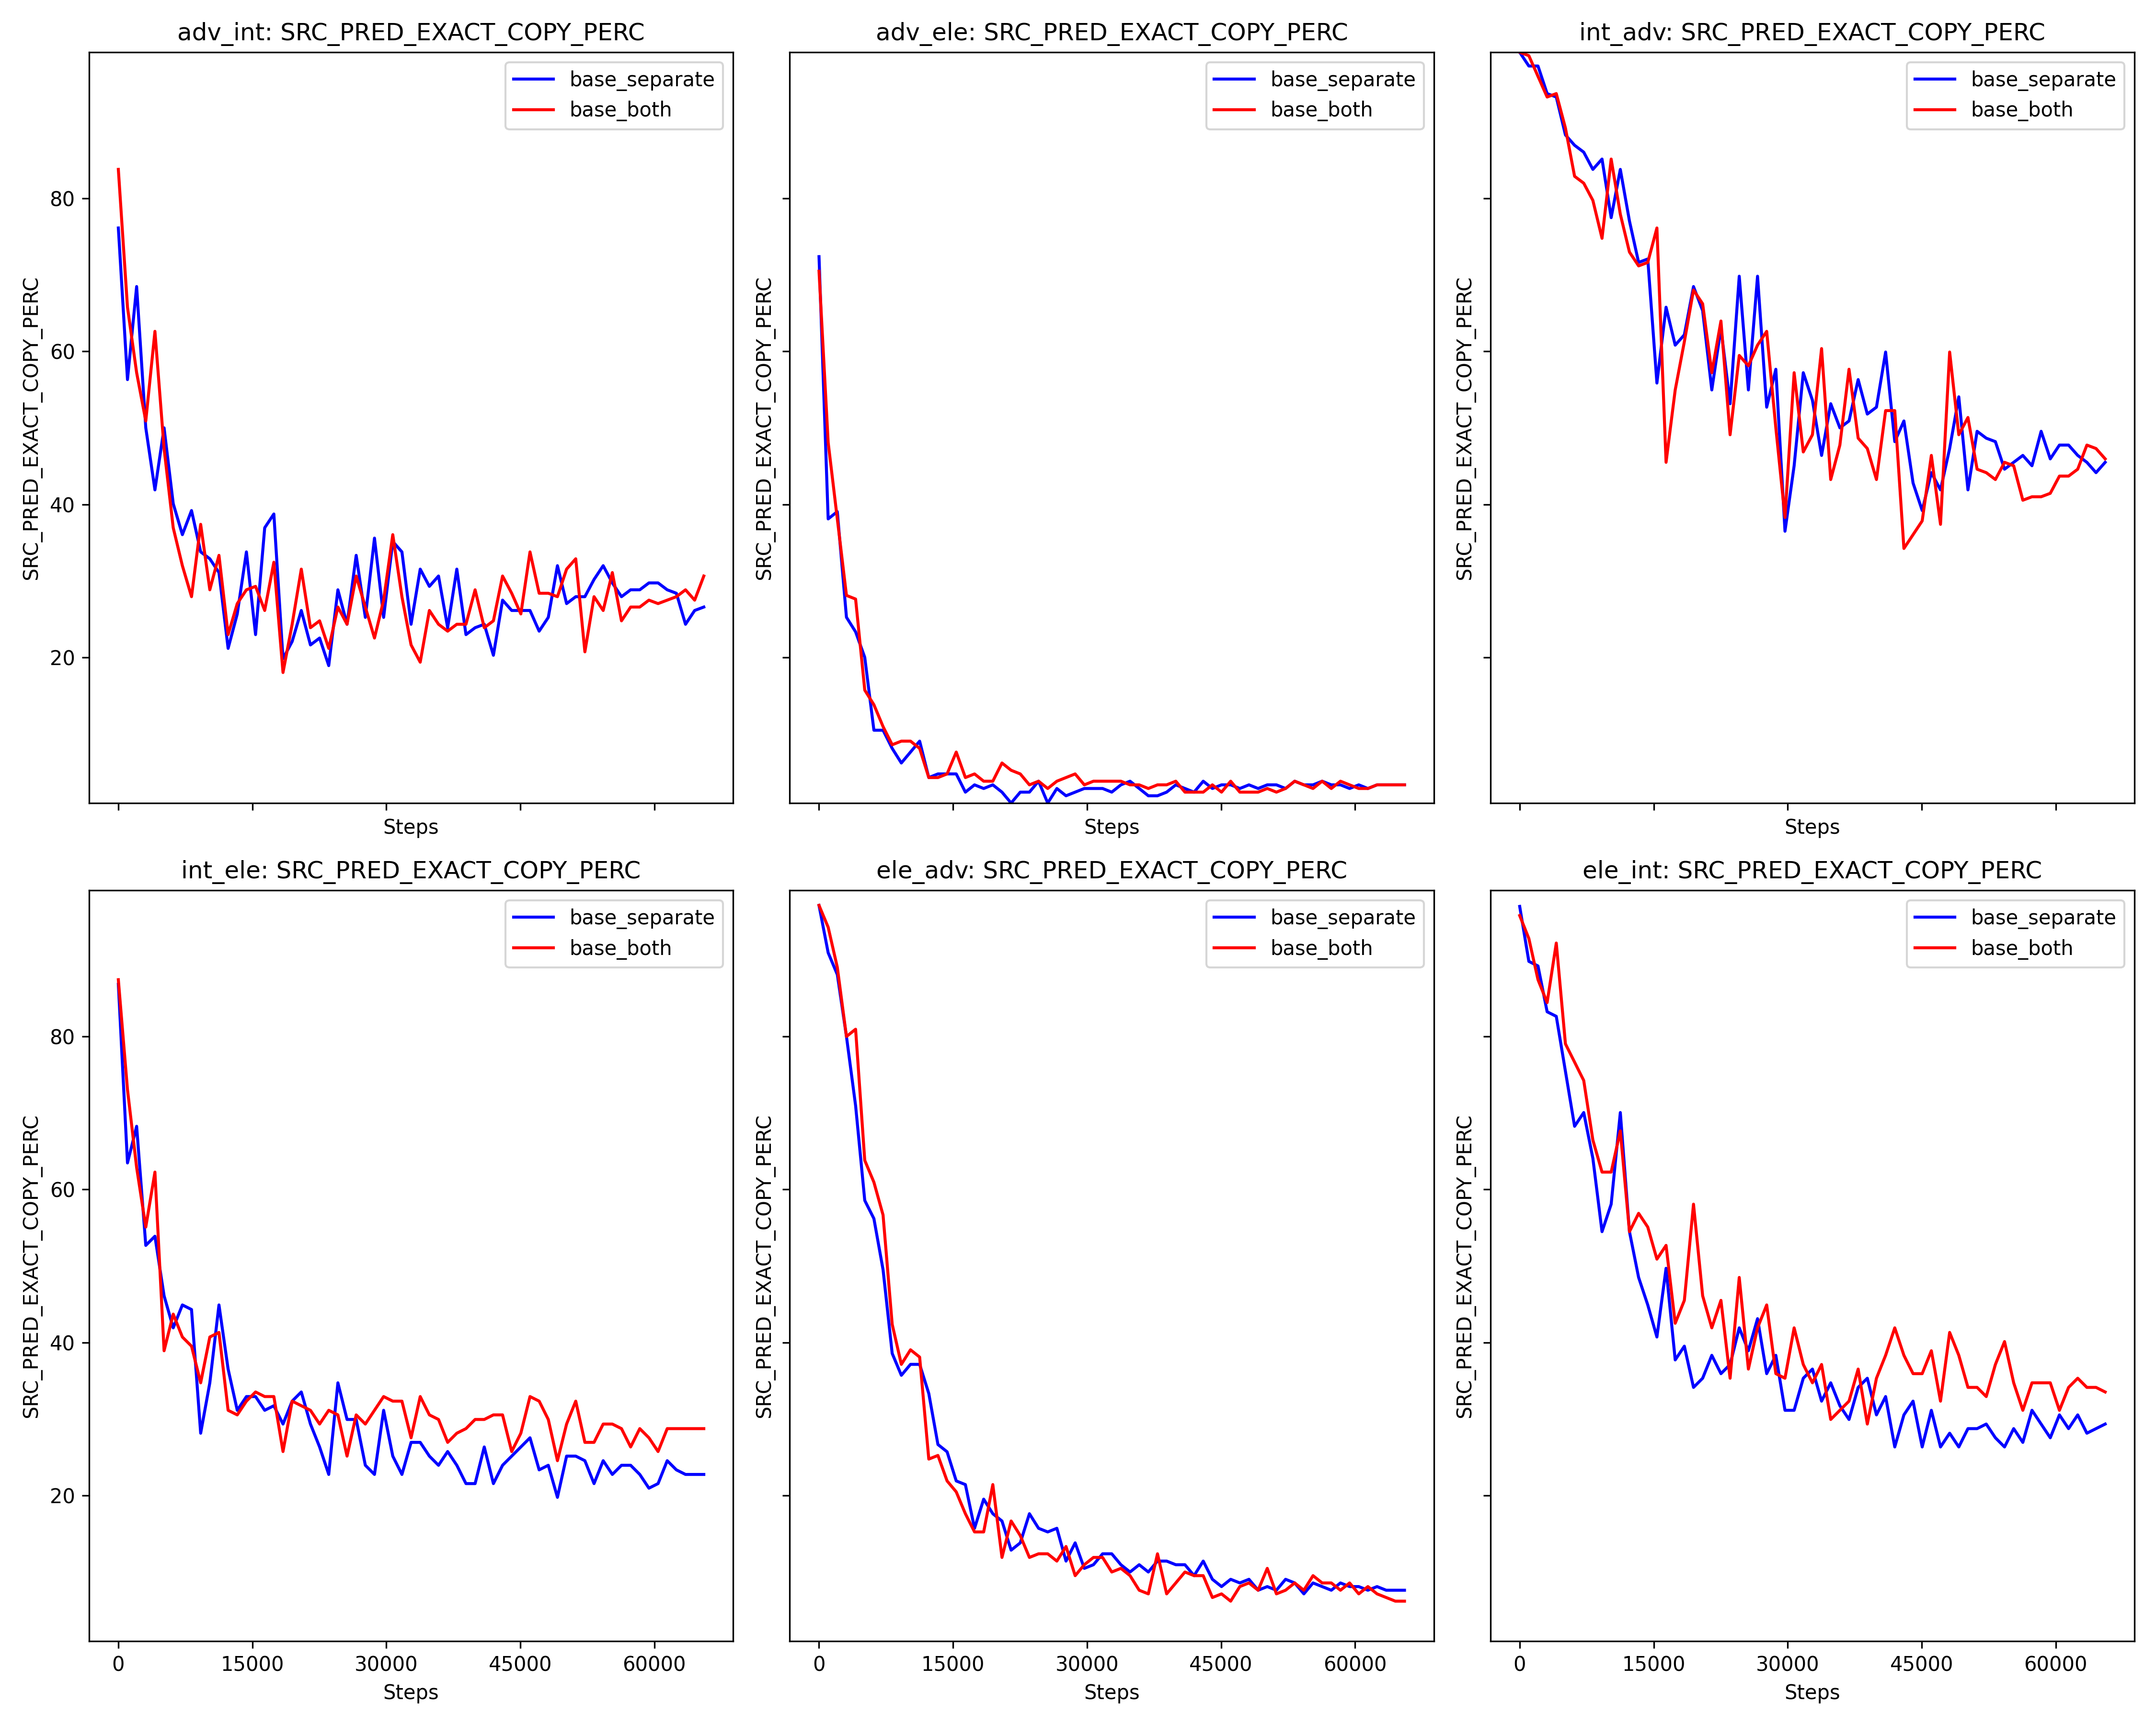 adv_int: SRC_PRED_EXACT_COPY_PERC
base_separate
base_both
80
60
40
20
SRC_PRED_EXACT_COPY_PERC
Steps
adv_ele: SRC_PRED_EXACT_COPY_PERC
base_separate
base_both
SRC_PRED_EXACT_COPY_PERC
Steps
int_adv: SRC_PRED_EXACT_COPY_PERC
base_separate
base_both
SRC_PRED_EXACT_COPY_PERC
Steps
int_ele: SRC_PRED_EXACT_COPY_PERC
base_separate
base_both
80
60
40
20
SRC_PRED_EXACT_COPY_PERC
0 15000 30000 45000 60000
Steps
ele_adv: SRC_PRED_EXACT_COPY_PERC
base_separate
base_both
SRC_PRED_EXACT_COPY_PERC
0 15000 30000 45000 60000
Steps
ele_int: SRC_PRED_EXACT_COPY_PERC
base_separate
base_both
SRC_PRED_EXACT_COPY_PERC
0 15000 30000 45000 60000
Steps